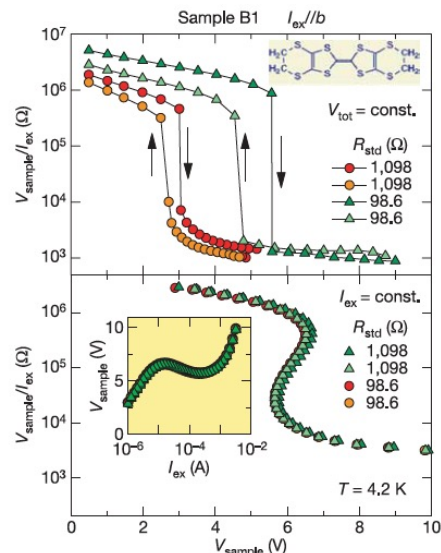 Sample B1 I_ex//b
10⁷
10⁶
10⁵
10⁴
10³
V_sample/I_ex (Ω)
S S S S
H₂C CH₂
H₂C CH₂
S S S S
V_tot = const.
R_std (Ω)
1,098
1,098
98.6
98.6
10⁶
10⁵
10⁴
10³
V_sample/I_ex (Ω)
I_ex = const.
R_std (Ω)
1,098
1,098
98.6
98.6
10
5
0
V_sample (V)
10⁻⁶ 10⁻⁴ 10⁻²
I_ex (A)
T = 4.2 K
0 2 4 6 8 10
V_sample (V)